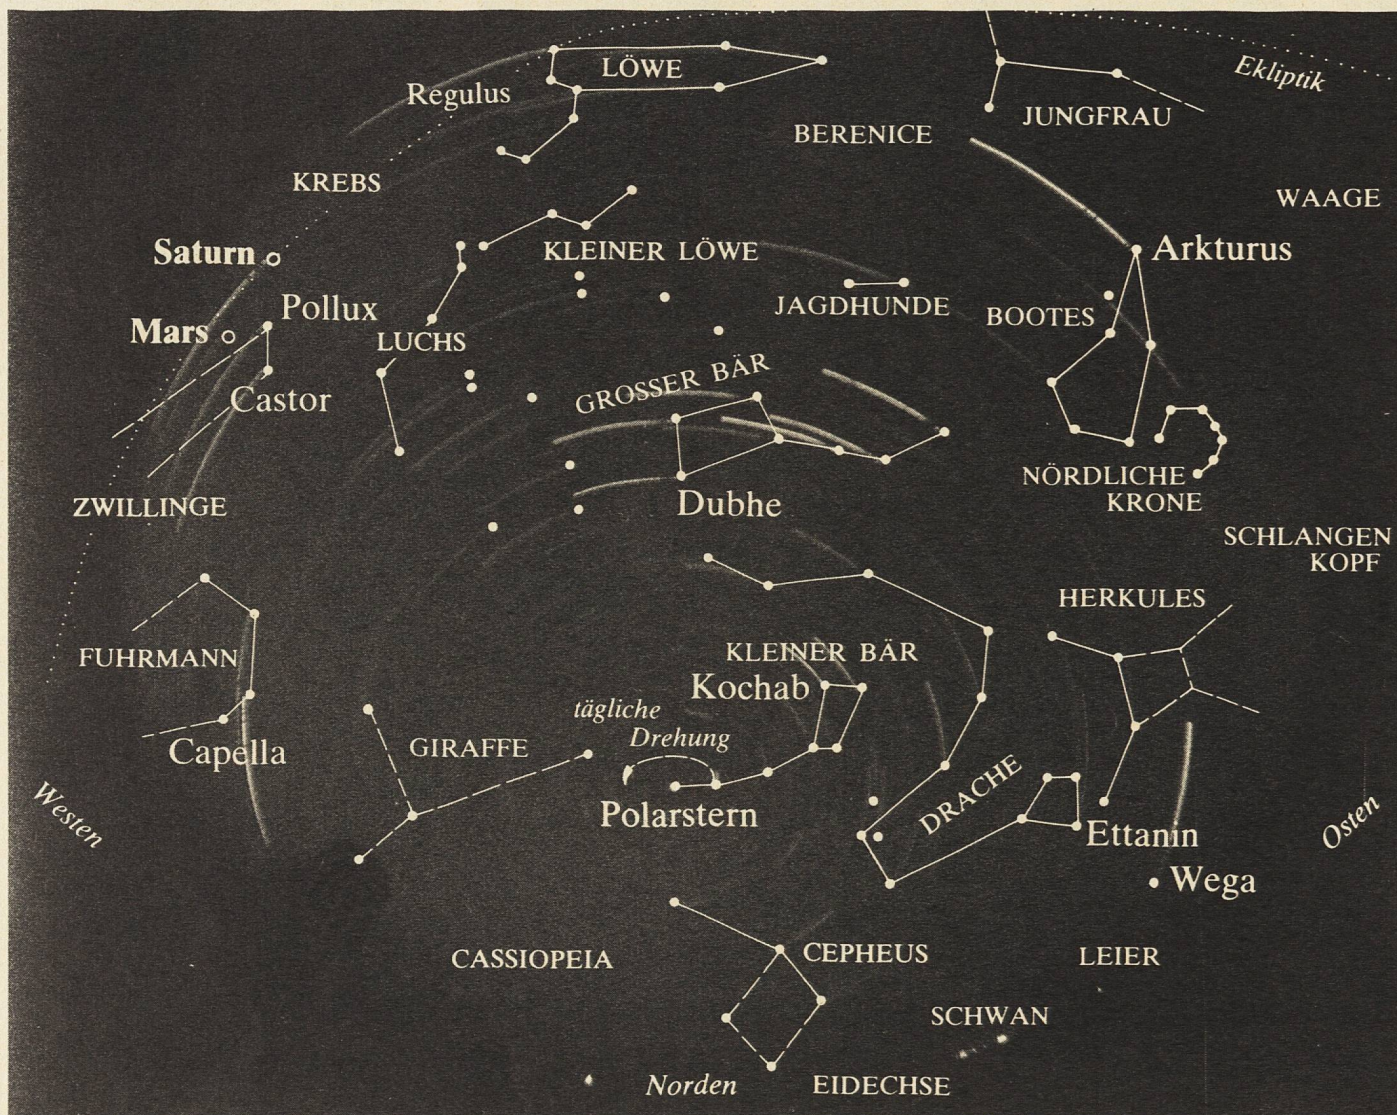 LÖWE
Ekliptik
Regulus
JUNGFRAU
BERENICE
KREBS
WAAGE
Saturn
KLEINER LÖWE
Arkturus
Pollux
JAGDHUNDE
BOOTES
Mars
LUCHS
GROSSER BÄR
Castor
NÖRDLICHE
KRONE
ZWILLINGE
Dubhe
SCHLANGEN
KOPF
HERKULES
FUHRMANN
KLEINER BÄR
Kochab
tägliche
Drehung
GIRAFFE
Capella
Westen
Polarstern
DRACHE
Ettanin
Osten
Wega
CASSIOPEIA
CEPHEUS
LEIER
SCHWAN
Norden
EIDECHSE